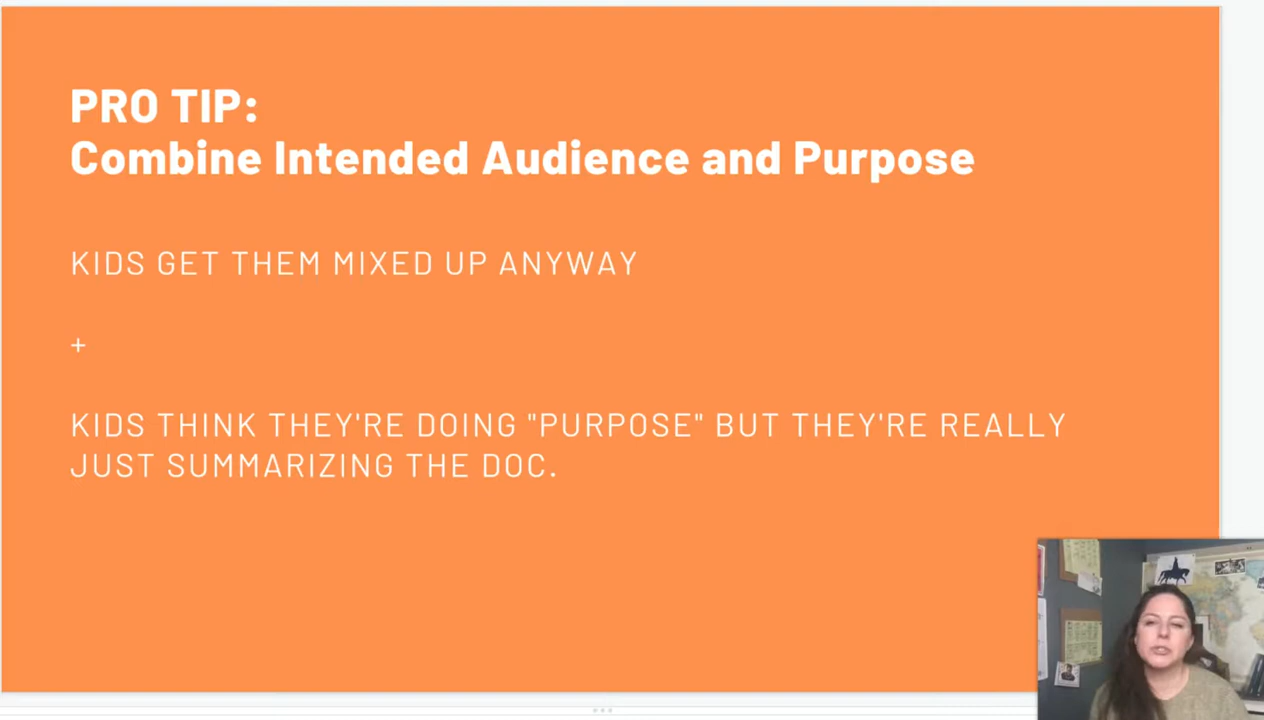 PRO TIP:
Combine Intended Audience and Purpose
KIDS GET THEM MIXED UP ANYWAY
+
KIDS THINK THEY'RE DOING "PURPOSE" BUT THEY'RE REALLY
JUST SUMMARIZING THE DOC.